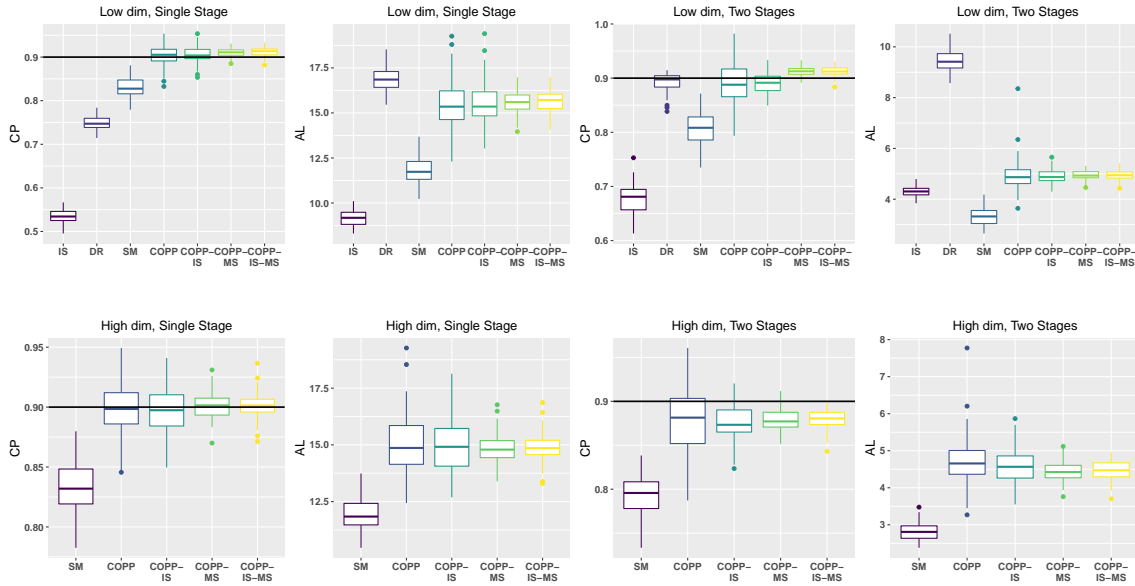 Low dim, Single Stage
CP
0.9
0.8
0.7
0.6
0.5
IS DR SM COPP COPP− COPP− COPP−
IS MS IS−MS
Low dim, Single Stage
AL
17.5
15.0
12.5
10.0
IS DR SM COPP COPP− COPP− COPP−
IS MS IS−MS
Low dim, Two Stages
CP
1.0
0.9
0.8
0.7
0.6
IS DR SM COPP COPP− COPP− COPP−
IS MS IS−MS
Low dim, Two Stages
AL
10
8
6
4
IS DR SM COPP COPP− COPP− COPP−
IS MS IS−MS
High dim, Single Stage
CP
0.95
0.90
0.85
0.80
SM COPP COPP− COPP− COPP−
IS MS IS−MS
High dim, Single Stage
AL
17.5
15.0
12.5
SM COPP COPP− COPP− COPP−
IS MS IS−MS
High dim, Two Stages
CP
0.9
0.8
SM COPP COPP− COPP− COPP−
IS MS IS−MS
High dim, Two Stages
AL
8
7
6
5
4
3
SM COPP COPP− COPP− COPP−
IS MS IS−MS